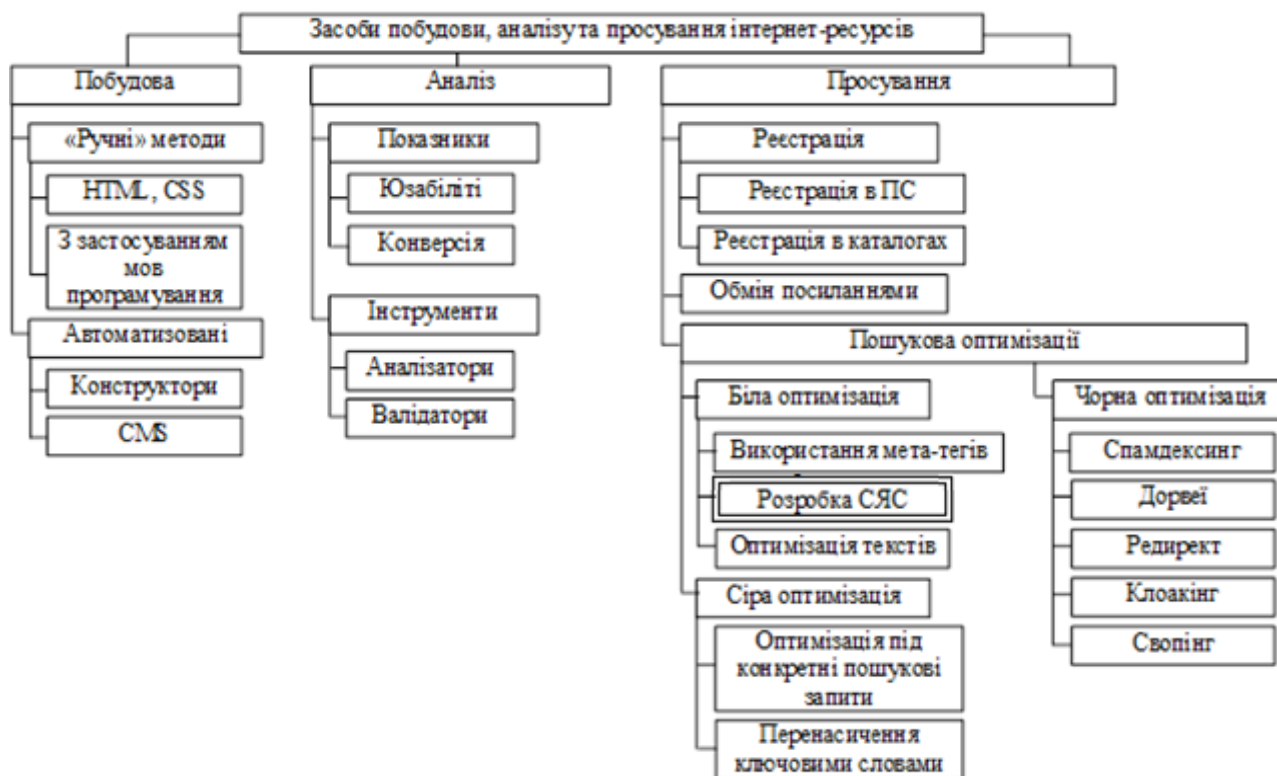 Засоби побудови, аналізу та просування інтернет-ресурсів
Побудова
«Ручні» методи
HTML, CSS
З застосуванням
мов
програмування
Автоматизовані
Конструктори
CMS
Аналіз
Показники
Юзабіліті
Конверсія
Інструменти
Аналізатори
Валідатори
Просування
Реєстрація
Реєстрація в ПС
Реєстрація в каталогах
Обмін посиланнями
Пошукова оптимізації
Біла оптимізація
Використання мета-тегів
Розробка СЯС
Оптимізація текстів
Сіра оптимізація
Оптимізація під
конкретні пошукові
запити
Перенасичення
ключовими словами
Чорна оптимізація
Спамдексинг
Дорвеї
Редирект
Клоакінг
Свопінг